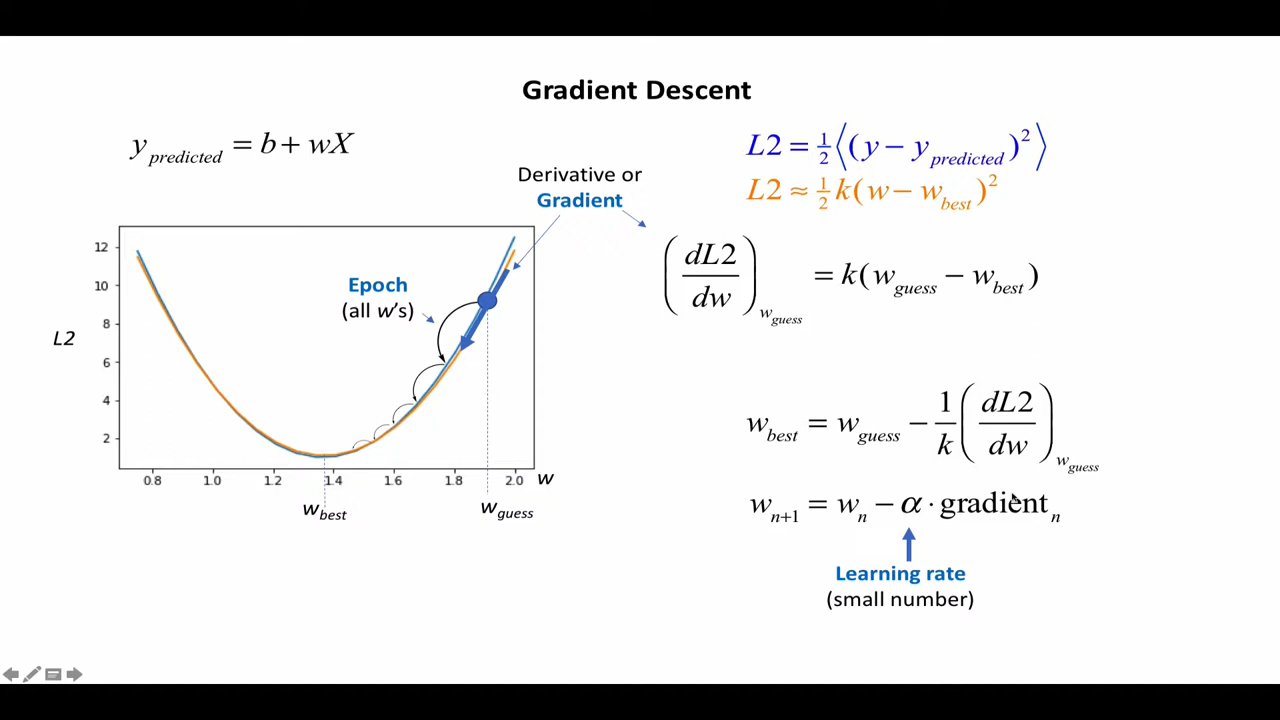 Gradient Descent
y_predicted = b + wX
L2 = ½⟨(y − y_predicted)²⟩
L2 ≈ ½k(w − w_best)²
Derivative or
Gradient
(dL2/dw)_w_guess = k(w_guess − w_best)
Epoch
(all w's)
L2
12
10
8
6
4
2
0.8 1.0 1.2 1.4 1.6 1.8 2.0 w
w_best w_guess
w_best = w_guess − 1/k (dL2/dw)_w_guess
w_n+1 = w_n − α · gradient_n
Learning rate
(small number)